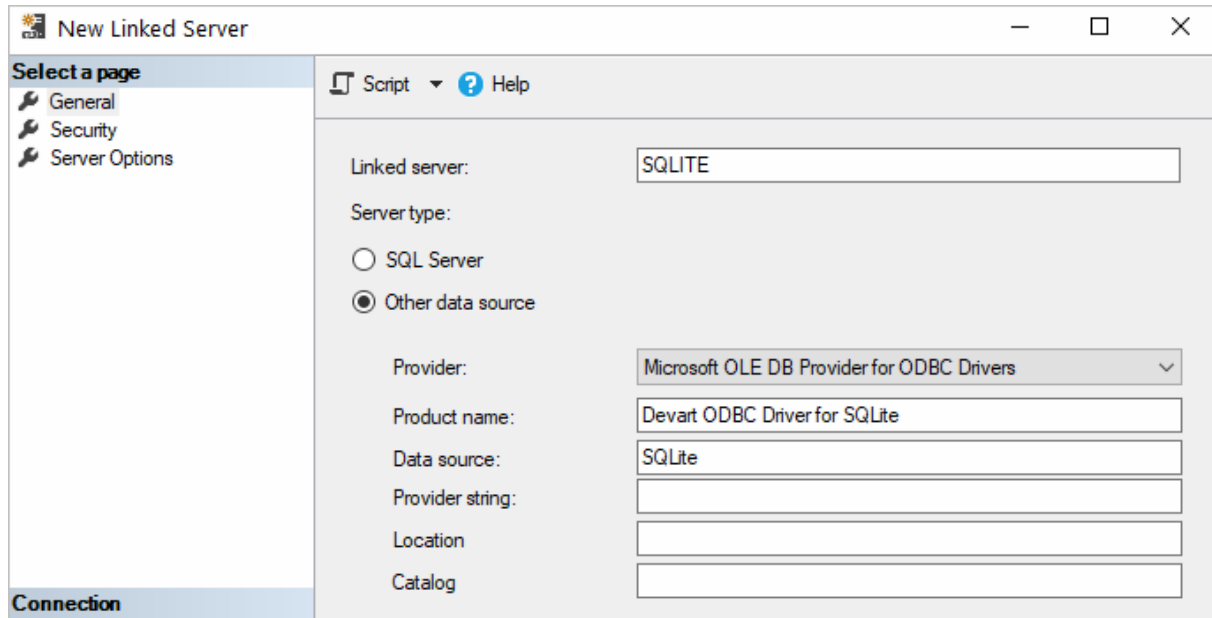 New Linked Server
Select a page
General
Security
Server Options
Connection
Script Help
Linked server: SQLITE
Server type:
SQL Server
Other data source
Provider: Microsoft OLE DB Provider for ODBC Drivers
Product name: Devart ODBC Driver for SQLite
Data source: SQLite
Provider string:
Location
Catalog